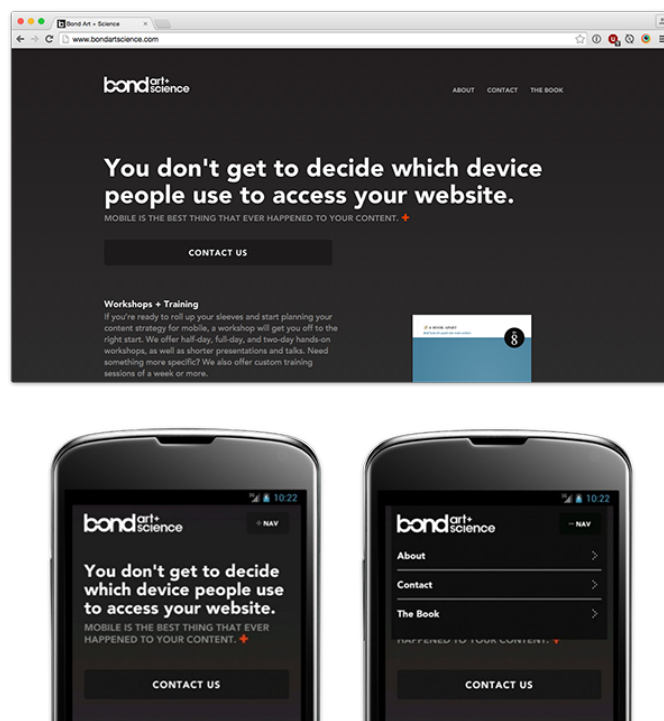 Bond Art + Science
www.bondartscience.com
bond art+ science
ABOUT CONTACT THE BOOK
You don't get to decide which device
people use to access your website.
MOBILE IS THE BEST THING THAT EVER HAPPENED TO YOUR CONTENT. +
CONTACT US
Workshops + Training
If you're ready to roll up your sleeves and start planning your
content strategy for mobile, a workshop will get you off to the
right start. We offer half-day, full-day, and two-day hands-on
workshops, as well as shorter presentations and talks. Need
something more specific? We also offer custom training
sessions of a week or more.
8
10:22
bond art+ science
+ NAV
You don't get to decide
which device people use
to access your website.
MOBILE IS THE BEST THING THAT EVER
HAPPENED TO YOUR CONTENT. +
CONTACT US
10:22
bond art+ science
– NAV
About
Contact
The Book
HAPPENED TO YOUR CONTENT. +
CONTACT US